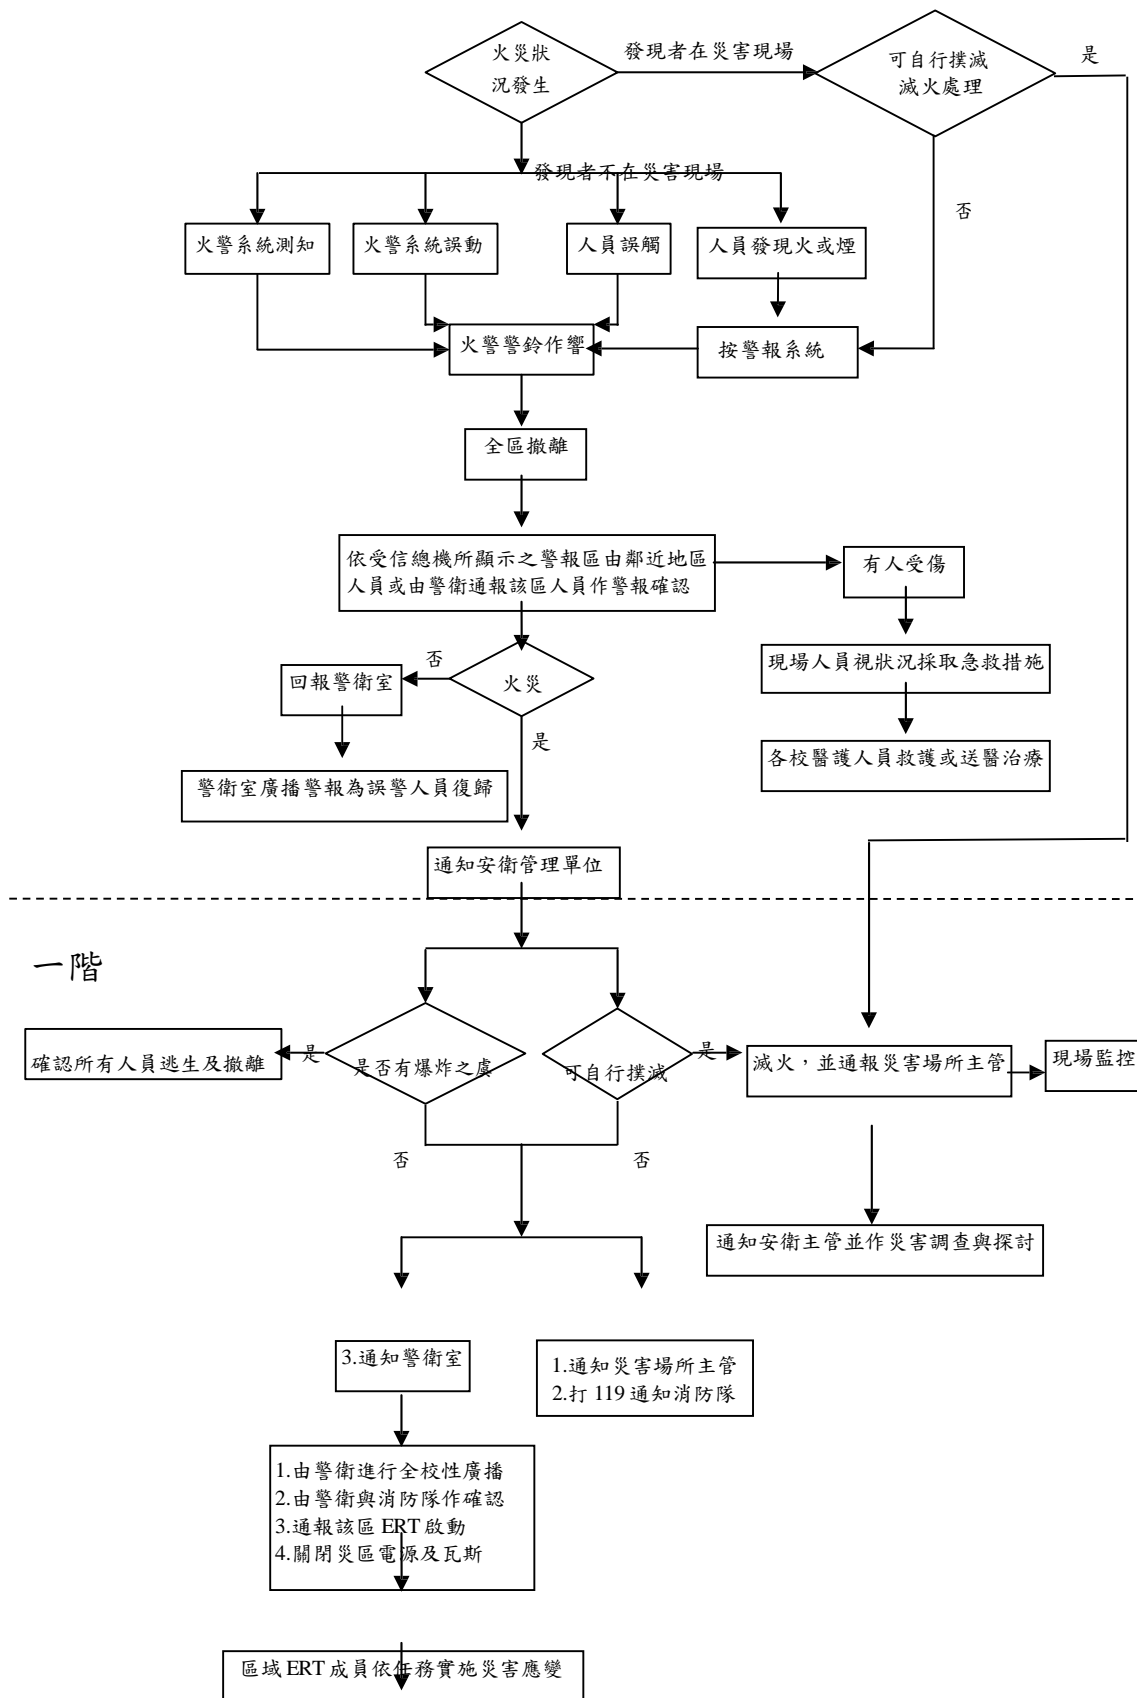 火災狀
況發生
發現者在災害現場
可自行撲滅
滅火處理
是
發現者不在災害現場
否
火警系統測知
火警系統誤動
人員誤觸
人員發現火或煙
火警警鈴作響
按警報系統
全區撤離
依受信總機所顯示之警報區由鄰近地區
人員或由警衛通報該區人員作警報確認
有人受傷
現場人員視狀況採取急救措施
各校醫護人員救護或送醫治療
否
火災
回報警衛室
是
警衛室廣播警報為誤警人員復歸
通知安衛管理單位
一階
確認所有人員逃生及撤離
是
是否有爆炸之虞
可自行撲滅
是
滅火，並通報災害場所主管
現場監控
否
否
通知安衛主管並作災害調查與探討
3.通知警衛室
1.通知災害場所主管
2.打 119 通知消防隊
1.由警衛進行全校性廣播
2.由警衛與消防隊作確認
3.通報該區 ERT 啟動
4.關閉災區電源及瓦斯
區域 ERT 成員依任務實施災害應變